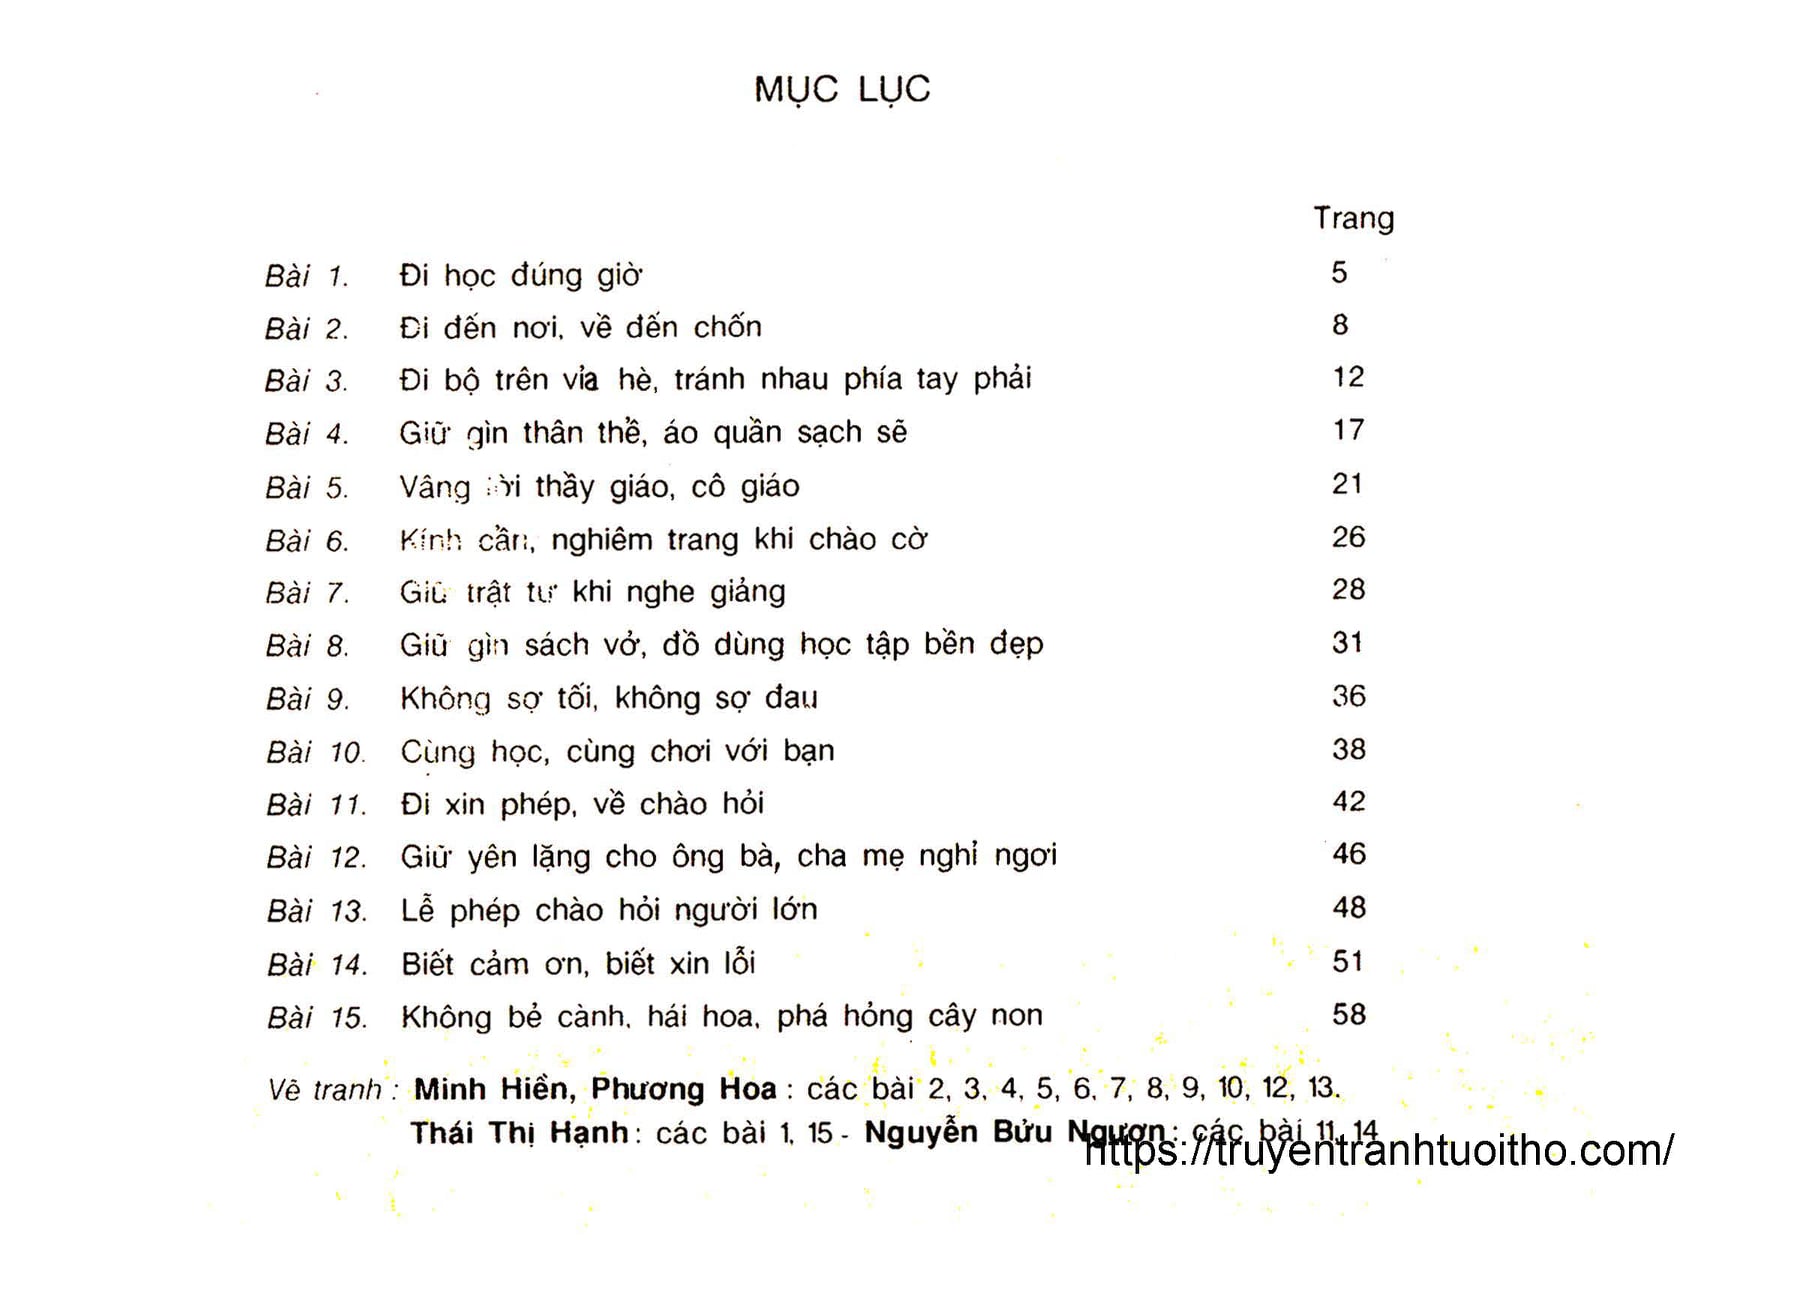 MỤC LỤC
Trang
Bài 1. Đi học đúng giờ 5
Bài 2. Đi đến nơi, về đến chốn 8
Bài 3. Đi bộ trên vỉa hè, tránh nhau phía tay phải 12
Bài 4. Giữ gìn thân thể, áo quần sạch sẽ 17
Bài 5. Vâng lời thầy giáo, cô giáo 21
Bài 6. Kính cẩn, nghiêm trang khi chào cờ 26
Bài 7. Giữ trật tự khi nghe giảng 28
Bài 8. Giữ gìn sách vở, đồ dùng học tập bền đẹp 31
Bài 9. Không sợ tối, không sợ đau 36
Bài 10. Cùng học, cùng chơi với bạn 38
Bài 11. Đi xin phép, về chào hỏi 42
Bài 12. Giữ yên lặng cho ông bà, cha mẹ nghỉ ngơi 46
Bài 13. Lễ phép chào hỏi người lớn 48
Bài 14. Biết cảm ơn, biết xin lỗi 51
Bài 15. Không bẻ cành, hái hoa, phá hỏng cây non 58
Vẽ tranh : Minh Hiền, Phương Hoa : các bài 2, 3, 4, 5, 6, 7, 8, 9, 10, 12, 13.
Thái Thị Hạnh : các bài 1, 15 - Nguyễn Bửu Ngươn : các bài 11, 14
https://truyentranhtuoitho.com/